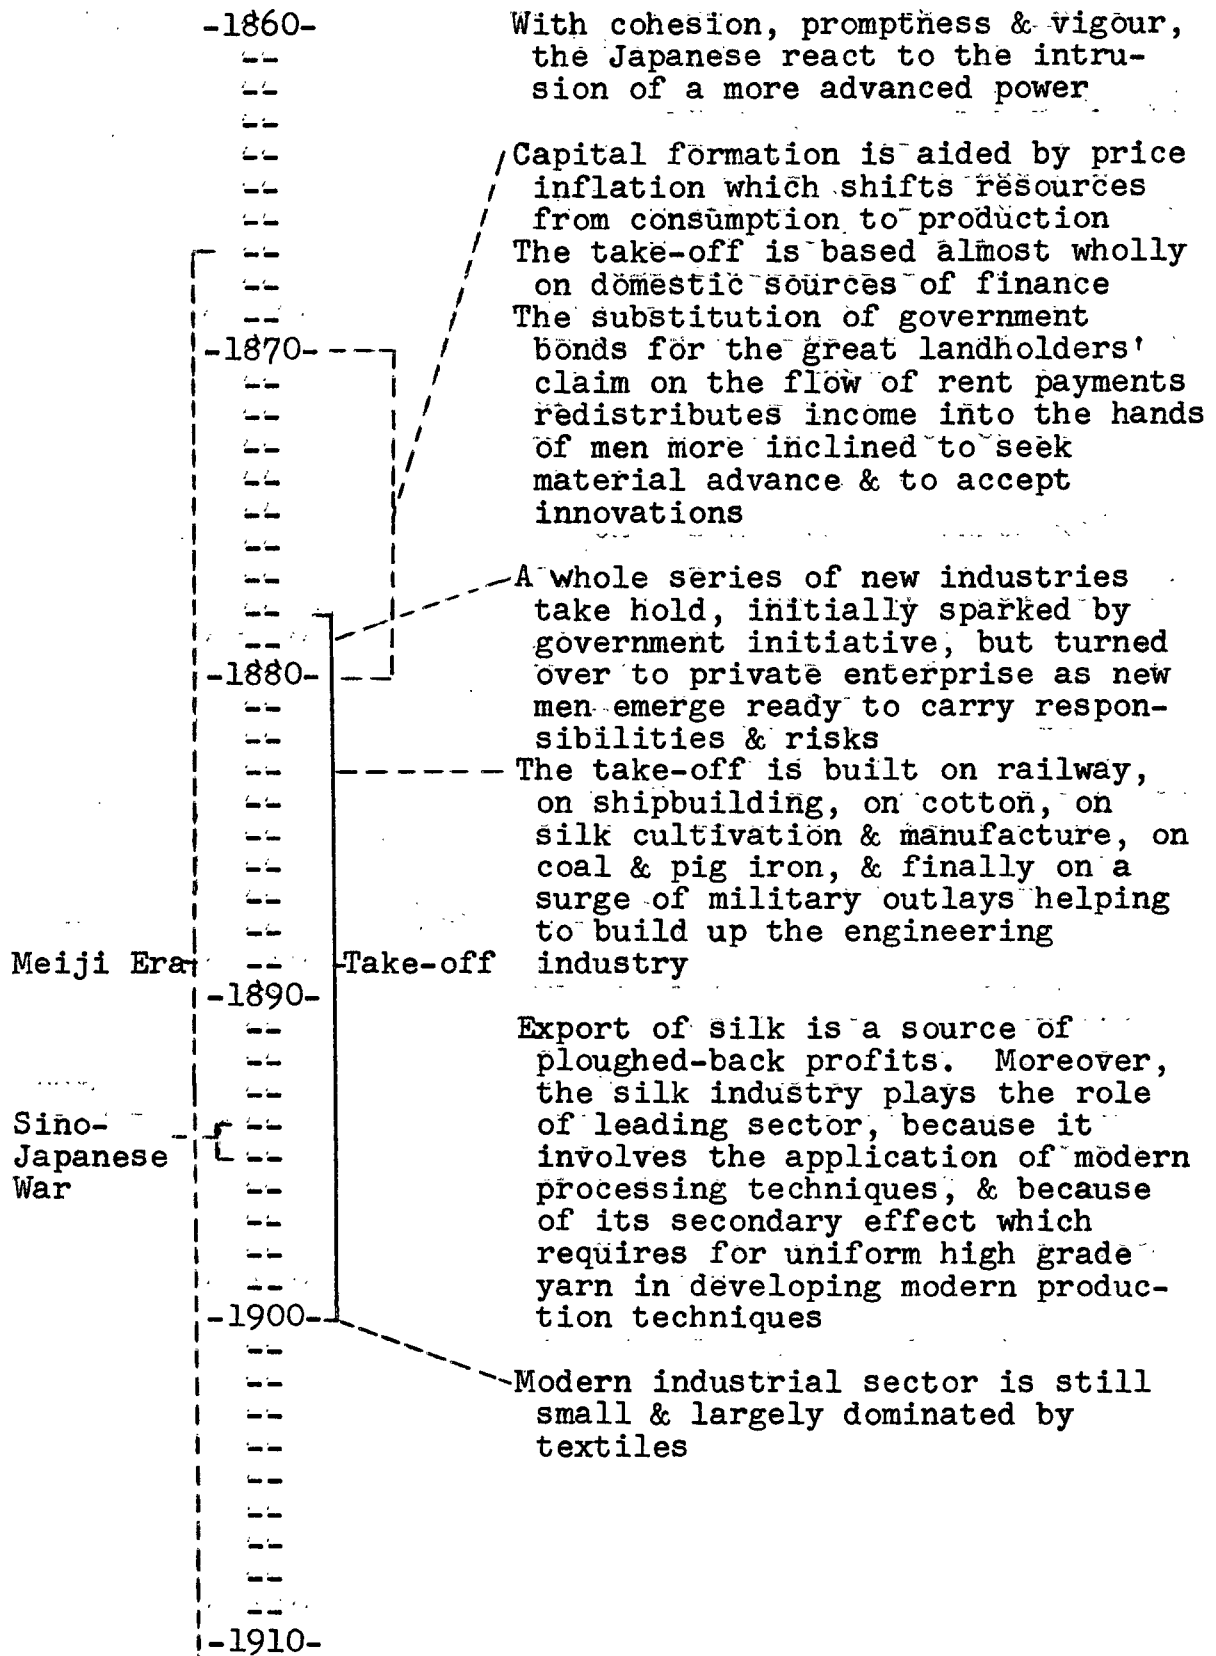 -1860-
With cohesion, promptness & vigour,
the Japanese react to the intru-
sion of a more advanced power
Capital formation is aided by price
inflation which shifts resources
from consumption to production
The take-off is based almost wholly
on domestic sources of finance
The substitution of government
-1870-
bonds for the great landholders'
claim on the flow of rent payments
redistributes income into the hands
of men more inclined to seek
material advance & to accept
innovations
A whole series of new industries
take hold, initially sparked by
government initiative, but turned
-1880-
over to private enterprise as new
men emerge ready to carry respon-
sibilities & risks
The take-off is built on railway,
on shipbuilding, on cotton, on
silk cultivation & manufacture, on
coal & pig iron, & finally on a
surge of military outlays helping
to build up the engineering
Meiji Era
Take-off
industry
-1890-
Export of silk is a source of
ploughed-back profits. Moreover,
the silk industry plays the role
Sino-
Japanese
War
of leading sector, because it
involves the application of modern
processing techniques, & because
of its secondary effect which
requires for uniform high grade
yarn in developing modern produc-
-1900-
tion techniques
Modern industrial sector is still
small & largely dominated by
textiles
-1910-